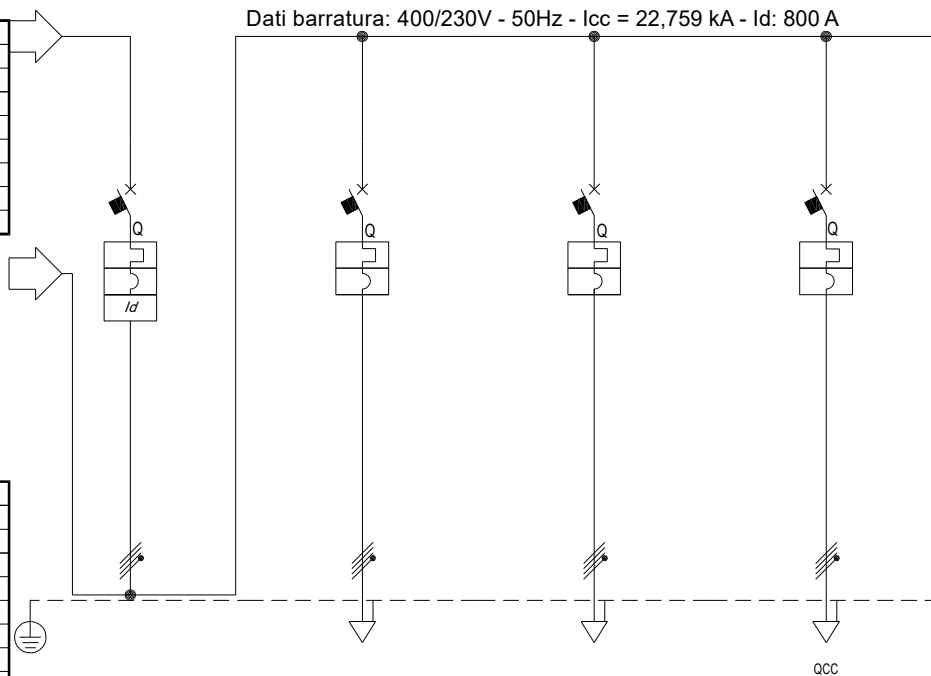 Dati barratura: 400/230V - 50Hz - Icc = 22,759 kA - Id: 800 A
Q
Q
Q
Q
Id
QCC